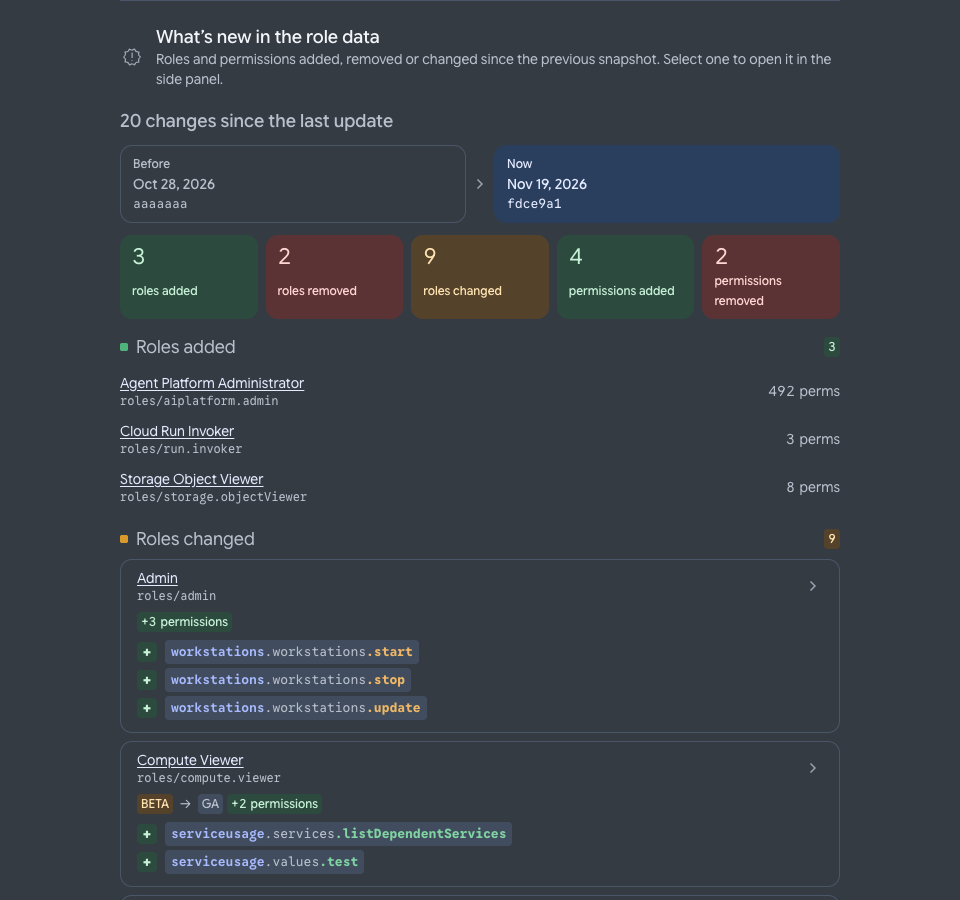 What’s new in the role data
Roles and permissions added, removed or changed since the previous snapshot. Select one to open it in the
side panel.
20 changes since the last update
Before
Oct 28, 2026
aaaaaaa
Now
Nov 19, 2026
fdce9a1
3
roles added
2
roles removed
9
roles changed
4
permissions added
2
permissions
removed
Roles added
3
Agent Platform Administrator
roles/aiplatform.admin
492 perms
Cloud Run Invoker
roles/run.invoker
3 perms
Storage Object Viewer
roles/storage.objectViewer
8 perms
Roles changed
9
Admin
roles/admin
+3 permissions
+ workstations.workstations.start
+ workstations.workstations.stop
+ workstations.workstations.update
Compute Viewer
roles/compute.viewer
BETA → GA +2 permissions
+ serviceusage.services.listDependentServices
+ serviceusage.values.test